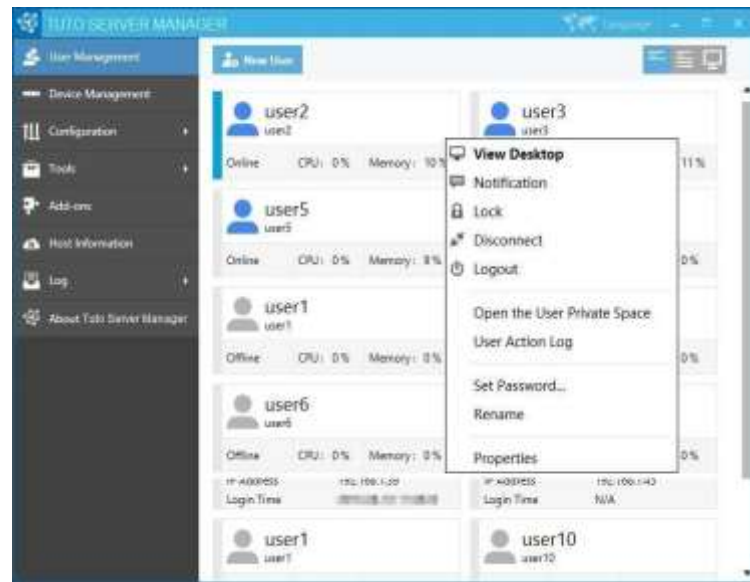 TUTO SERVER MANAGER
Language
User Management
New User
Device Management
Configuration
Tools
Add-ons
Host Information
Log
About Tuto Server Manager
user2
user2
Online CPU: 0% Memory: 10%
user3
user3
11%
user5
user5
Online CPU: 0% Memory: 8%
0%
user1
user1
Offline CPU: 0% Memory: 0%
0%
user6
user6
Offline CPU: 0% Memory: 0%
0%
View Desktop
Notification
Lock
Disconnect
Logout
Open the User Private Space
User Action Log
Set Password...
Rename
Properties
IP Address
Login Time
IP Address
Login Time N/A
user1
user1
user10
user10